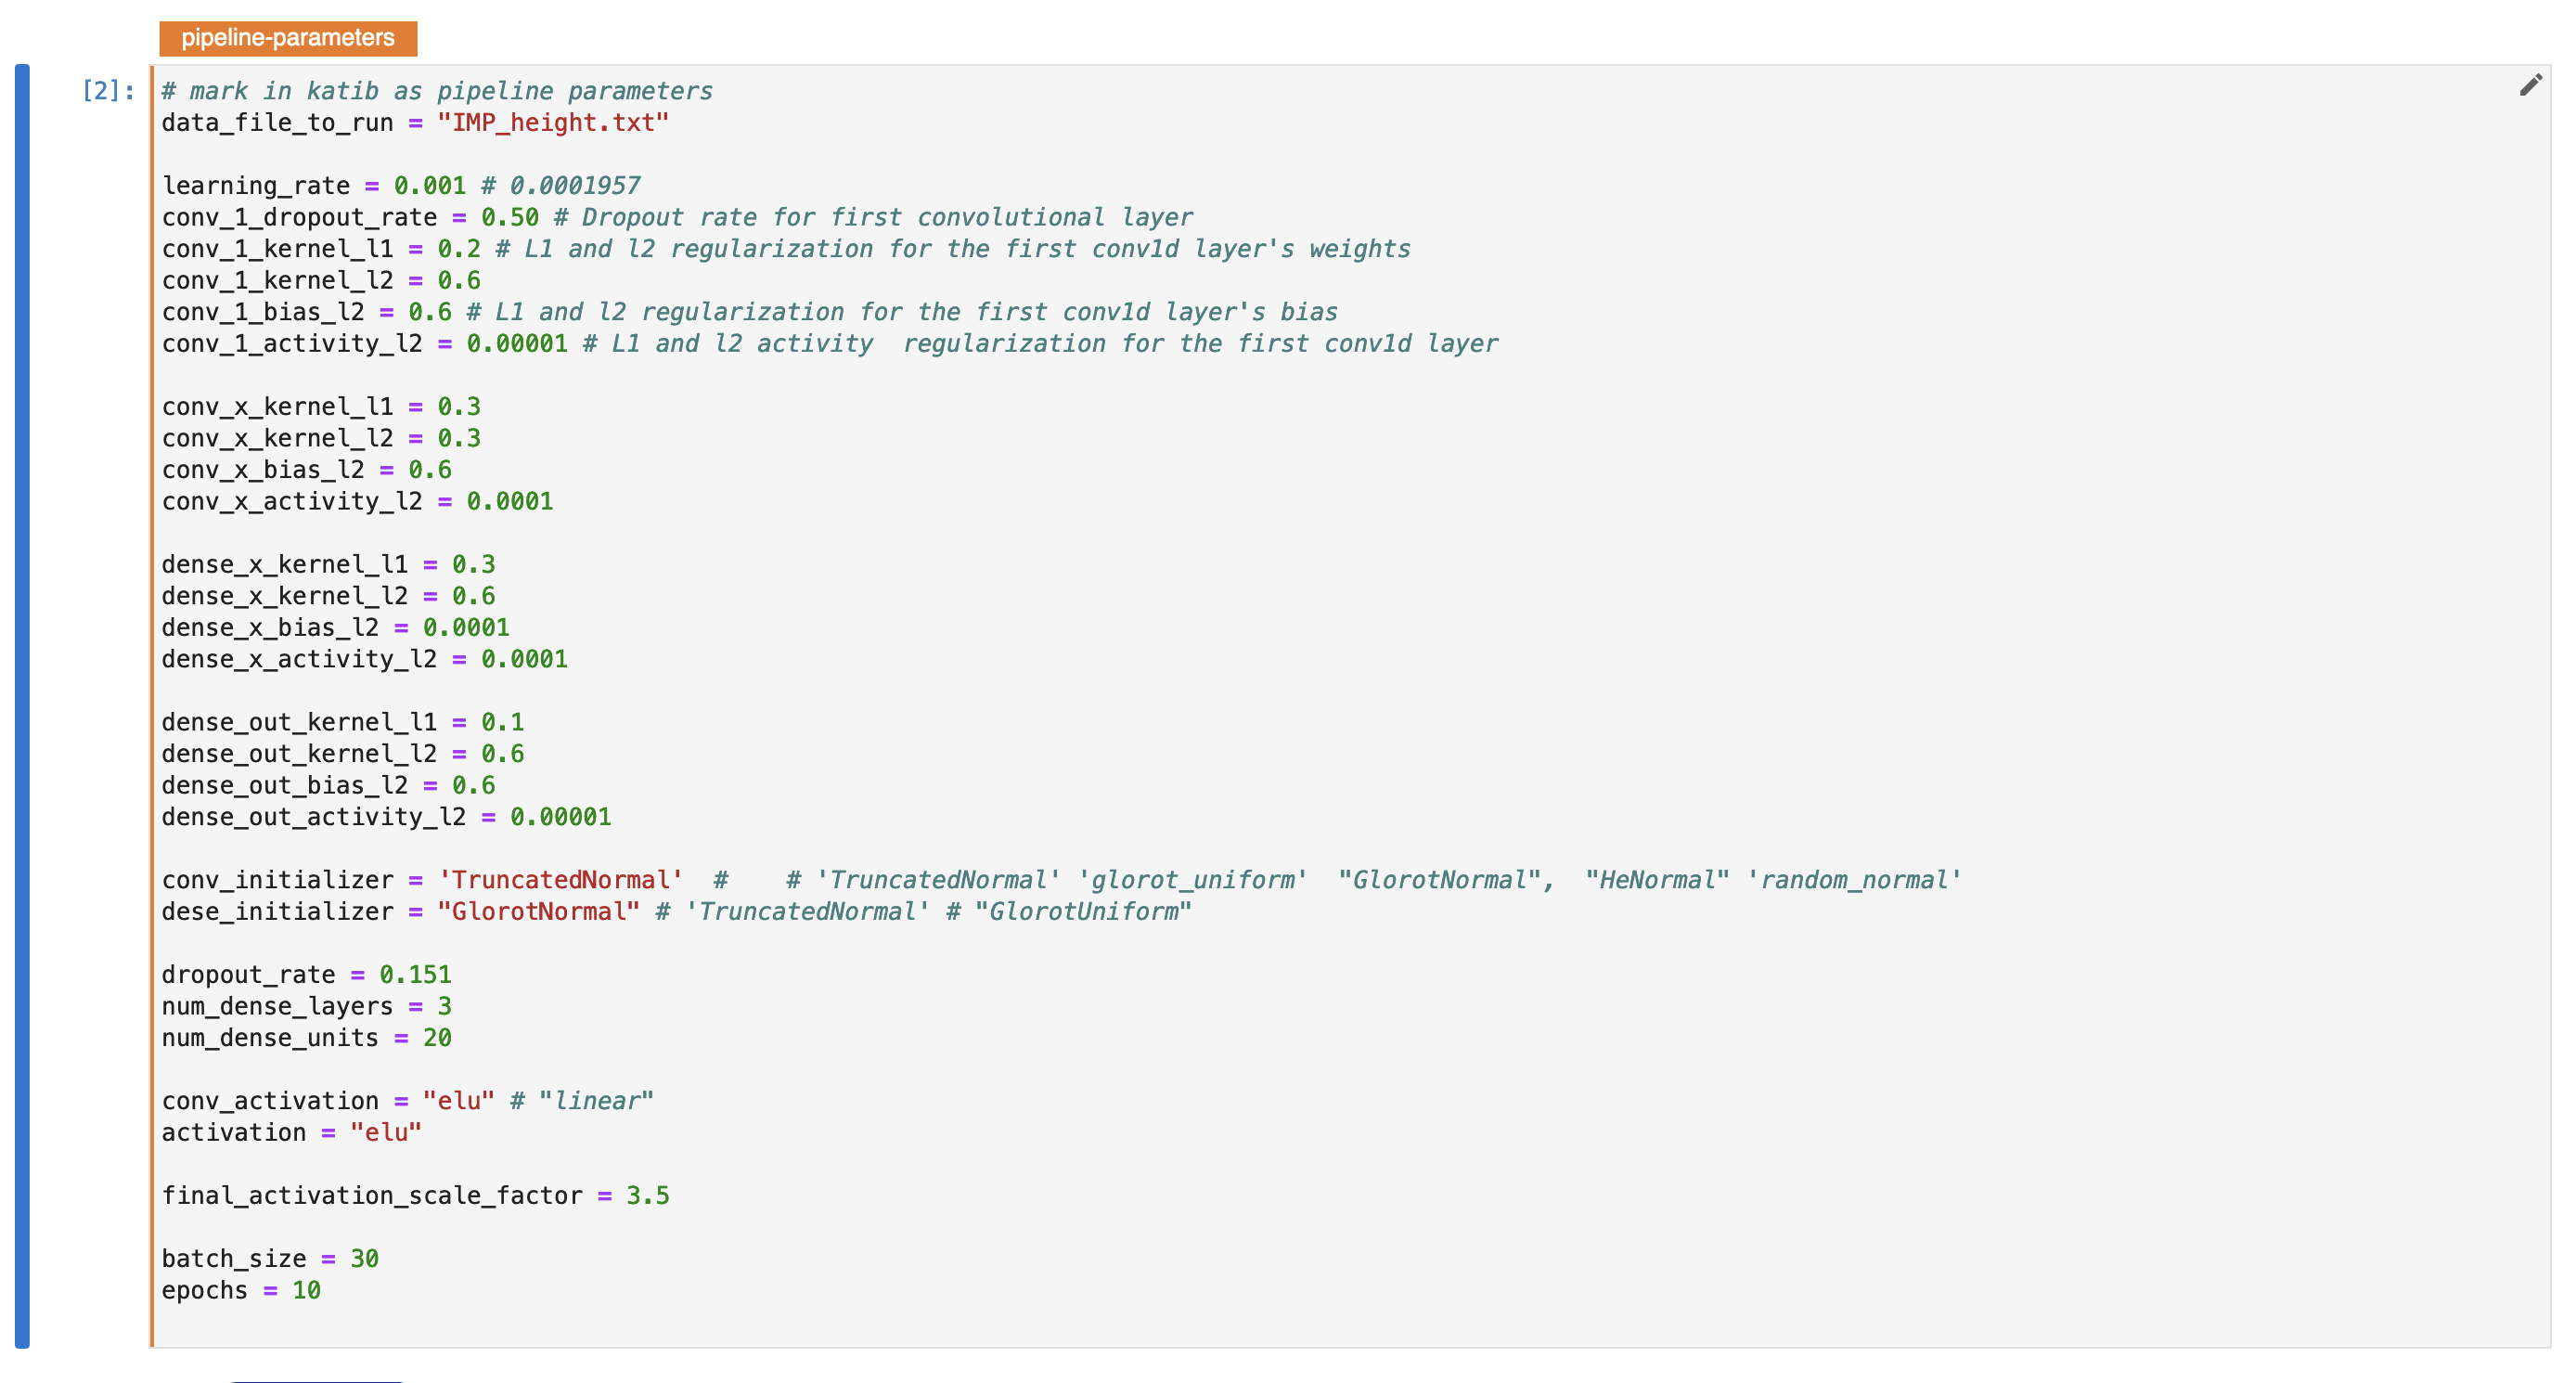 pipeline-parameters
[2]:
# mark in katib as pipeline parameters
data_file_to_run = "IMP_height.txt"
learning_rate = 0.001 # 0.0001957
conv_1_dropout_rate = 0.50 # Dropout rate for first convolutional layer
conv_1_kernel_l1 = 0.2 # L1 and l2 regularization for the first conv1d layer's weights
conv_1_kernel_l2 = 0.6
conv_1_bias_l2 = 0.6 # L1 and l2 regularization for the first conv1d layer's bias
conv_1_activity_l2 = 0.00001 # L1 and l2 activity  regularization for the first conv1d layer
conv_x_kernel_l1 = 0.3
conv_x_kernel_l2 = 0.3
conv_x_bias_l2 = 0.6
conv_x_activity_l2 = 0.0001
dense_x_kernel_l1 = 0.3
dense_x_kernel_l2 = 0.6
dense_x_bias_l2 = 0.0001
dense_x_activity_l2 = 0.0001
dense_out_kernel_l1 = 0.1
dense_out_kernel_l2 = 0.6
dense_out_bias_l2 = 0.6
dense_out_activity_l2 = 0.00001
conv_initializer = 'TruncatedNormal'  #    # 'TruncatedNormal' 'glorot_uniform'  "GlorotNormal",  "HeNormal" 'random_normal'
dese_initializer = "GlorotNormal" # 'TruncatedNormal' # "GlorotUniform"
dropout_rate = 0.151
num_dense_layers = 3
num_dense_units = 20
conv_activation = "elu" # "linear"
activation = "elu"
final_activation_scale_factor = 3.5
batch_size = 30
epochs = 10